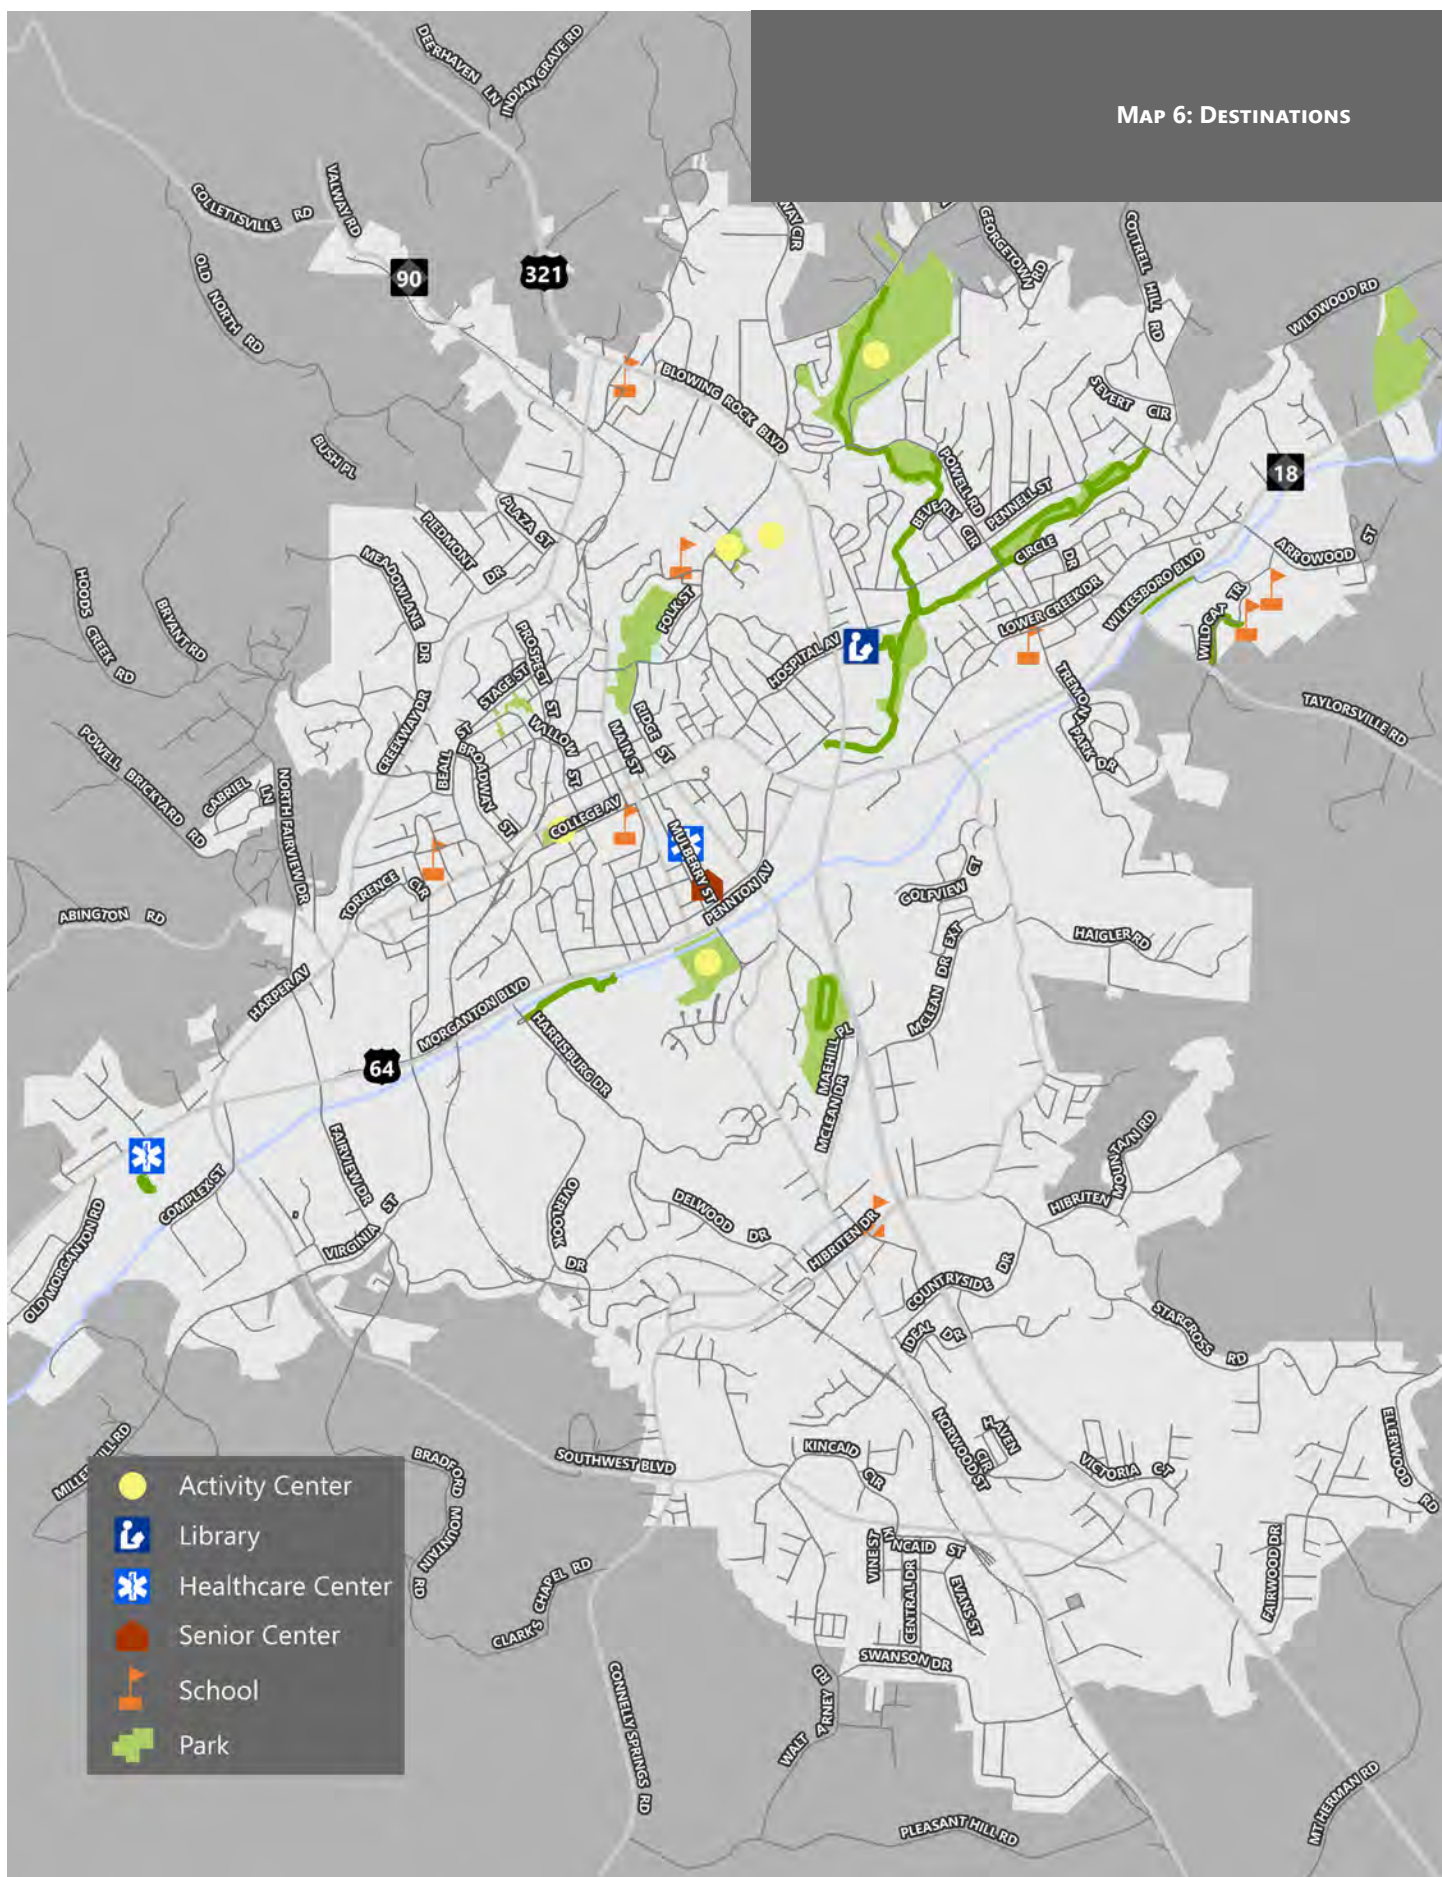 MAP 6: DESTINATIONS
DEERHAVEN LN
INDIAN GRAVE RD
VALWAY RD
COLLETTSVILLE RD
WAY CIR
GEORGETOWN RD
COTTRELL HILL RD
OLD NORTH RD
90
321
WILDWOOD RD
BLOWING ROCK BLVD
SEVERT CIR
BUSH PL
POWELL RD
18
PENNELL ST
PLAZA ST
PIEDMONT DR
BEVERLY CIR
CIRCLE DR
ARROWOOD ST
MEADOWLANE DR
WILKESBORO BLVD
HOODS CREEK RD
BRYANT RD
FOLK ST
LOWER CREEK DR
WILDCAT TR
PROSPECT ST
HOSPITAL AV
STAGE ST
TREMONT PARK DR
TAYLORSVILLE RD
CREEKWAY DR
WILLOW ST
RIDGE ST
MAIN ST
BEALL ST
BROADWAY ST
POWELL BRICKYARD RD
GABRIEL LN
NORTH FAIRVIEW DR
COLLEGE AV
MULBERRY ST
PENNTON AV
TORRENCE CIR
GOLFVIEW CT
ABINGTON RD
HAIGLER RD
MCLEAN DR EXT
HARPER AV
MORGANTON BLVD
HARRISBURG DR
MAEHILL PL
MCLEAN DR
64
FAIRVIEW DR
MOUNTAIN RD
HIBRITEN
COMPLEX ST
OVERLOOK DR
DELWOOD DR
VIRGINIA ST
HIBRITEN DR
OLD MORGANTON RD
COUNTRYSIDE DR
IDEAL DR
STARCROSS RD
NORWOOD ST
HAVEN CIR
ELLERWOOD RD
KINCAID CIR
VICTORIA CT
SOUTHWEST BLVD
BRADFORD MOUNTAIN RD
VINE ST
KINCAID ST
CENTRAL DR
EVANS ST
FAIRWOOD DR
CLARK'S CHAPEL RD
SWANSON DR
CONNELLY SPRINGS RD
WALT ARNEY RD
PLEASANT HILL RD
MT HERMAN RD
Activity Center
Library
Healthcare Center
Senior Center
School
Park